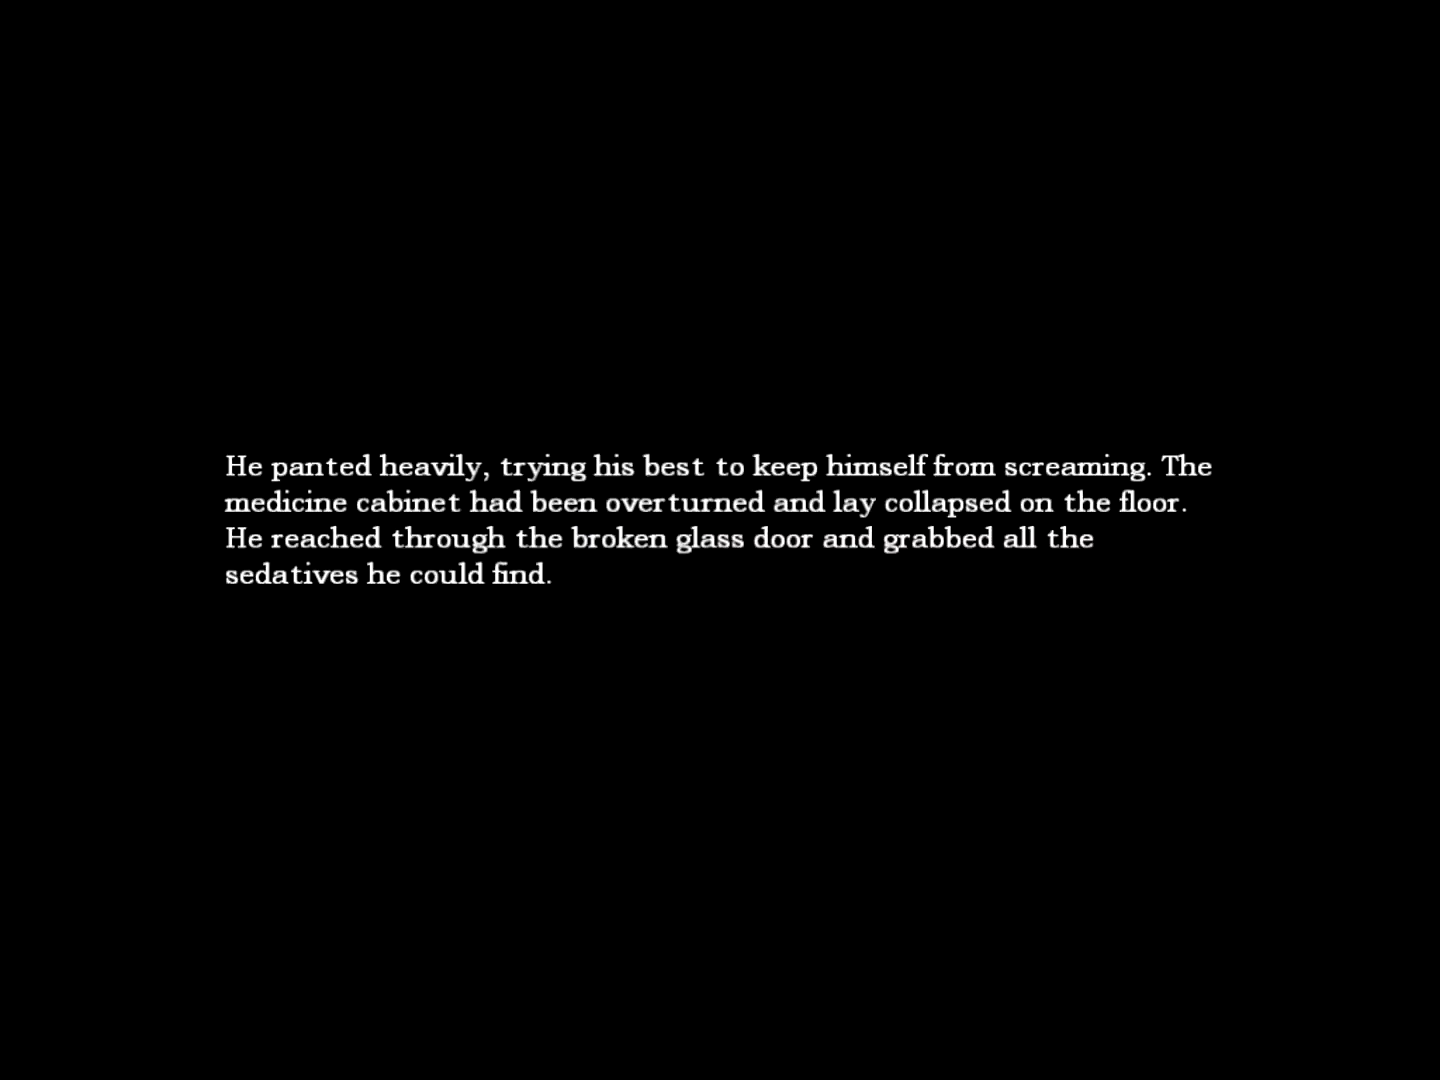 He panted heavily, trying his best to keep himself from screaming. The
medicine cabinet had been overturned and lay collapsed on the floor.
He reached through the broken glass door and grabbed all the
sedatives he could find.